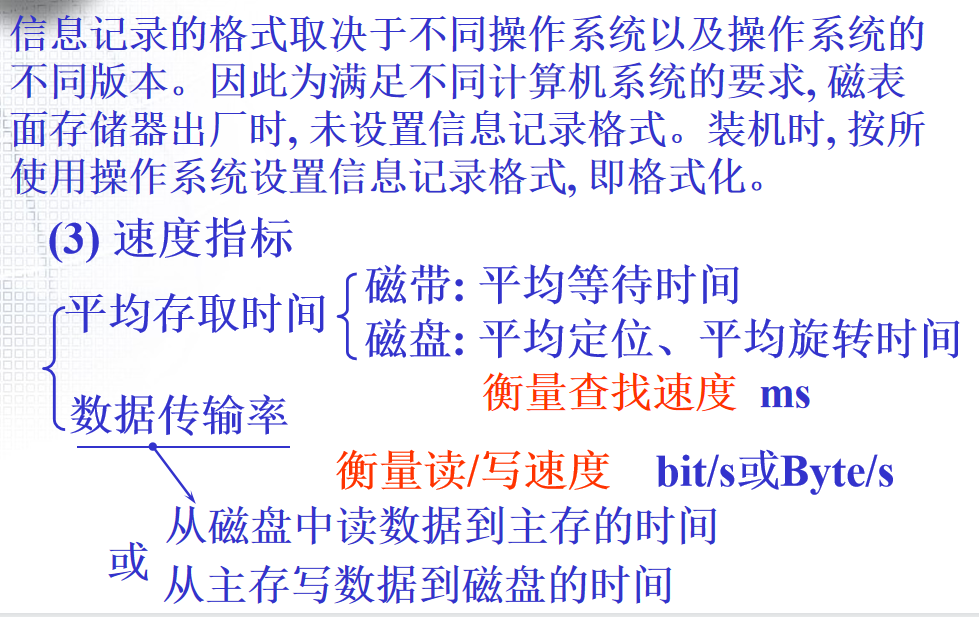 信息记录的格式取决于不同操作系统以及操作系统的
不同版本。因此为满足不同计算机系统的要求, 磁表
面存储器出厂时, 未设置信息记录格式。装机时, 按所
使用操作系统设置信息记录格式, 即格式化。
(3) 速度指标
平均存取时间
磁带: 平均等待时间
磁盘: 平均定位、平均旋转时间
衡量查找速度 ms
数据传输率
衡量读/写速度 bit/s或Byte/s
从磁盘中读数据到主存的时间
或
从主存写数据到磁盘的时间